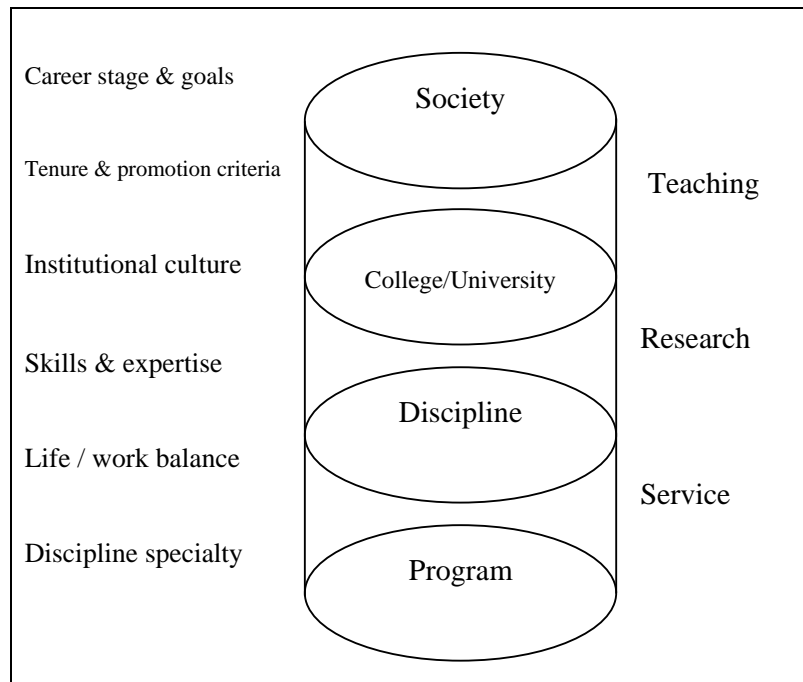 Career stage & goals
Society
Tenure & promotion criteria
Teaching
Institutional culture
College/University
Skills & expertise
Research
Discipline
Life / work balance
Service
Discipline specialty
Program